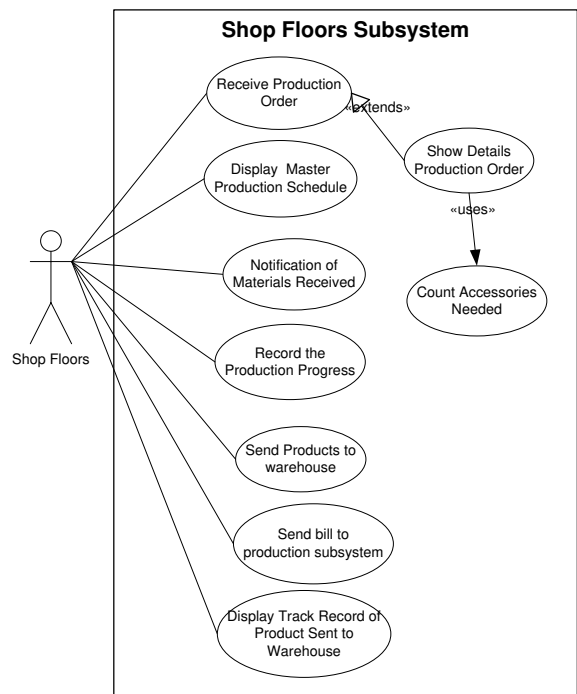 Shop Floors Subsystem
Receive Production
Order
«extends»
Show Details
Production Order
Display Master
Production Schedule
«uses»
Notification of
Materials Received
Count Accessories
Needed
Shop Floors
Record the
Production Progress
Send Products to
warehouse
Send bill to
production subsystem
Display Track Record of
Product Sent to
Warehouse